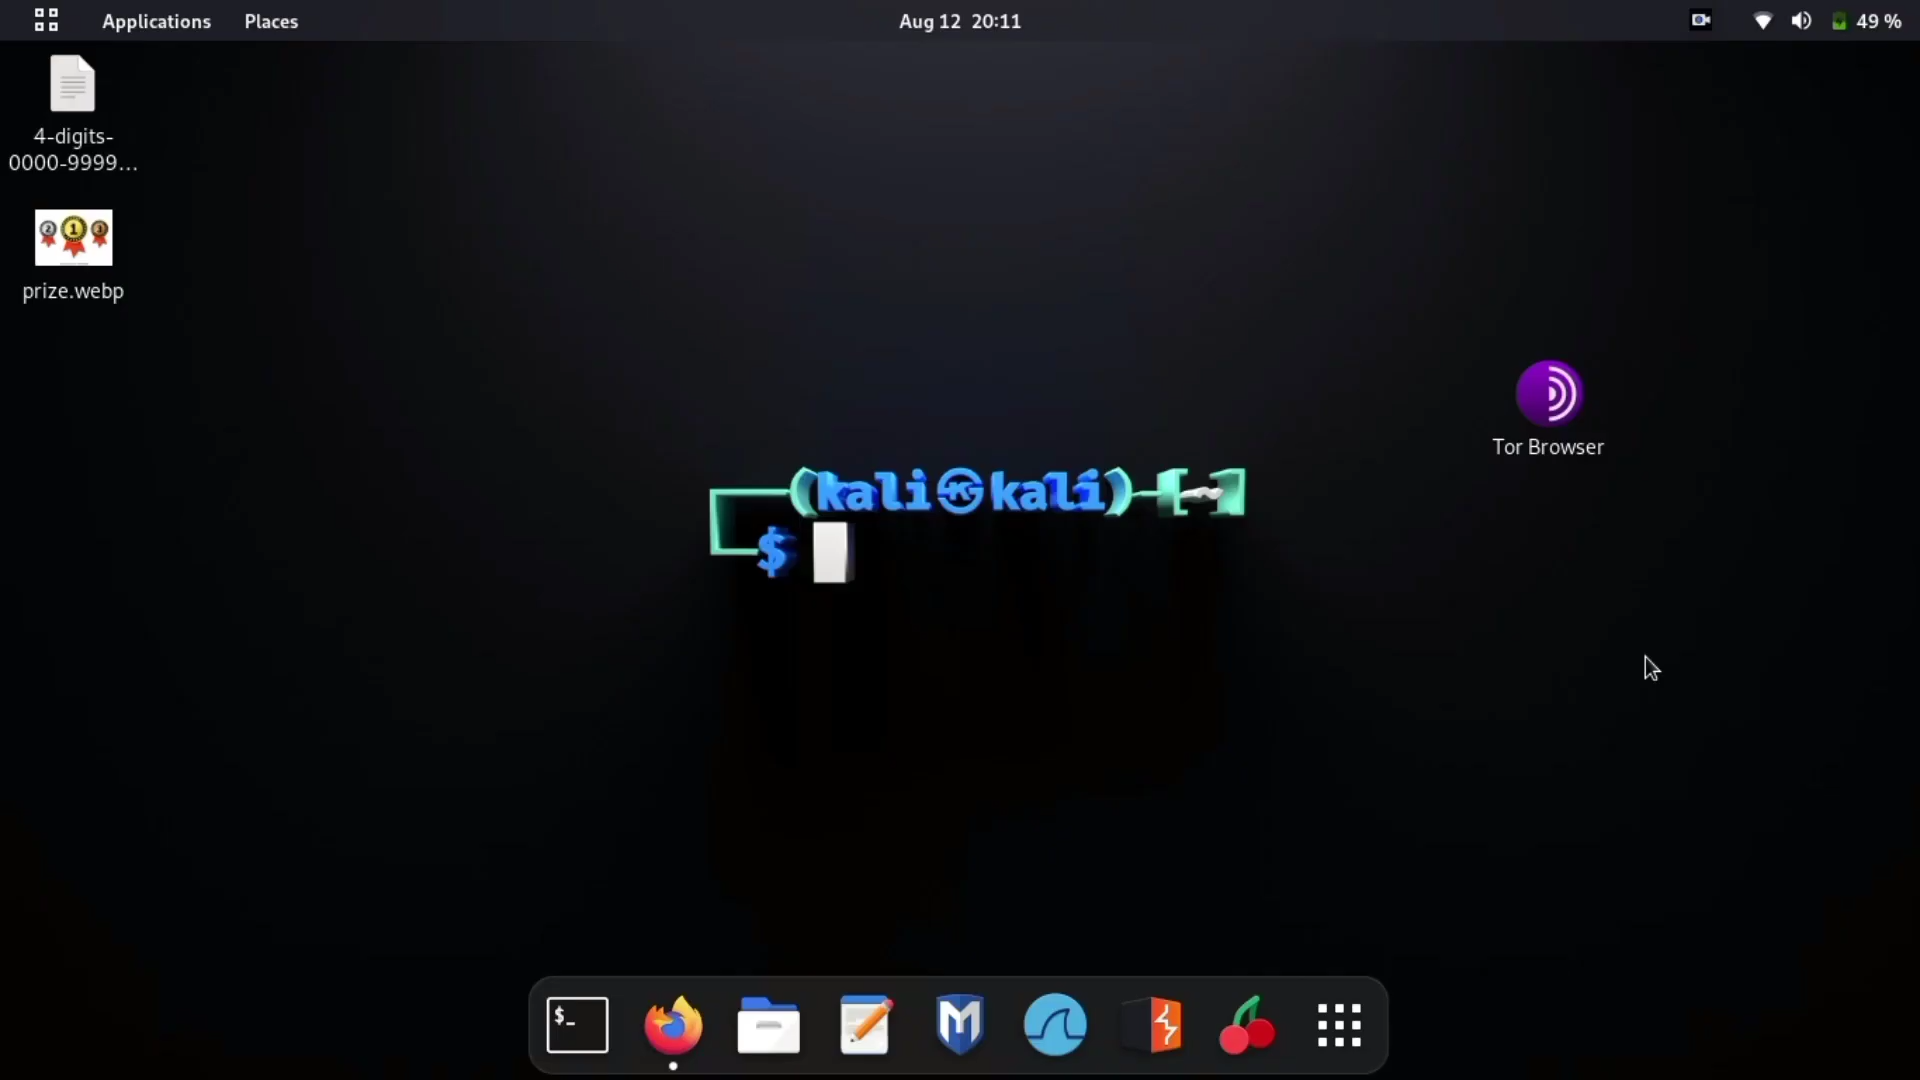 Applications Places Aug 12 20:11 49 %
4-digits-
0000-9999...
prize.webp
Tor Browser
(kali kali)-[~]
$
$_